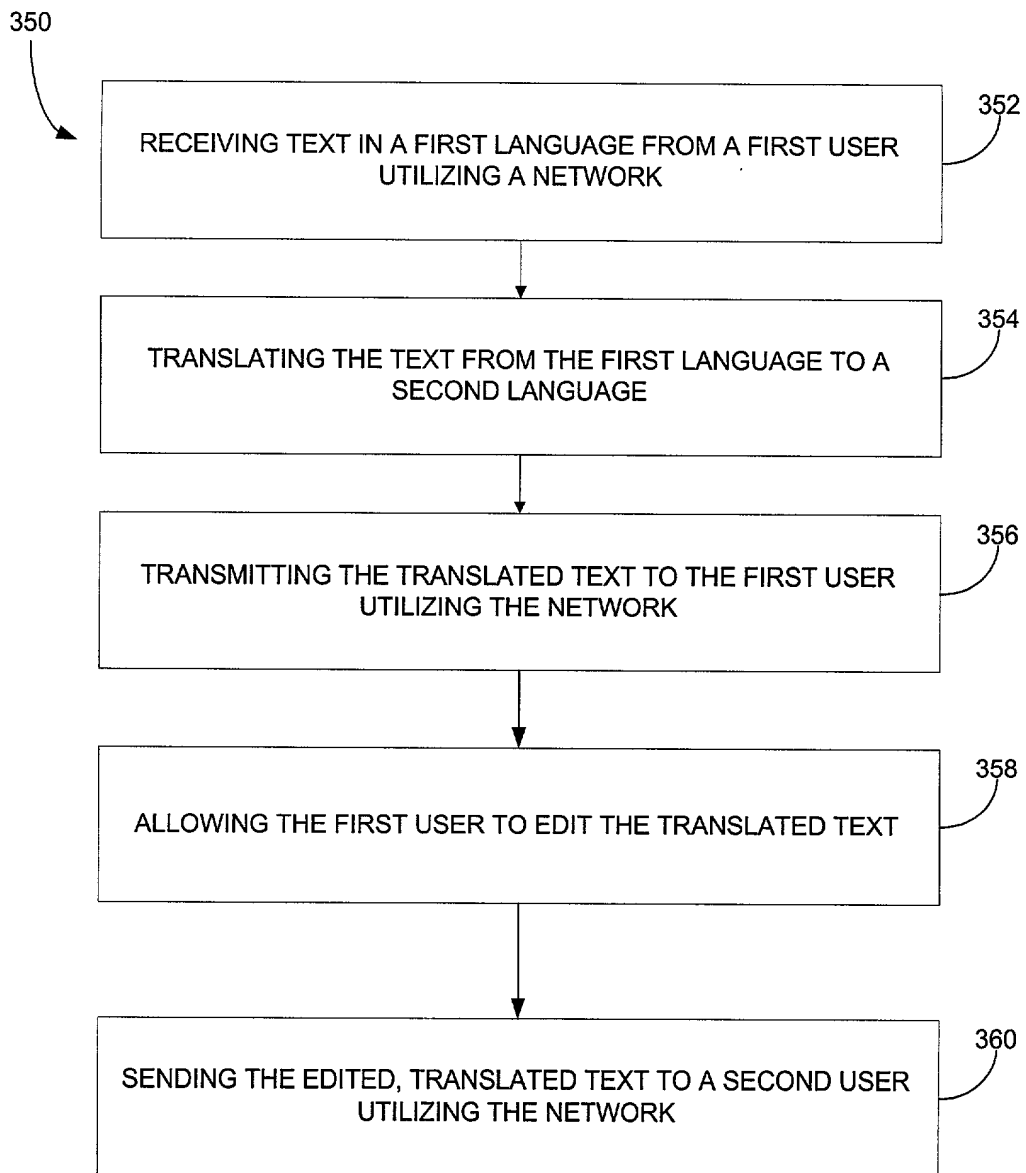 350
352
RECEIVING TEXT IN A FIRST LANGUAGE FROM A FIRST USER
UTILIZING A NETWORK
354
TRANSLATING THE TEXT FROM THE FIRST LANGUAGE TO A
SECOND LANGUAGE
356
TRANSMITTING THE TRANSLATED TEXT TO THE FIRST USER
UTILIZING THE NETWORK
358
ALLOWING THE FIRST USER TO EDIT THE TRANSLATED TEXT
360
SENDING THE EDITED, TRANSLATED TEXT TO A SECOND USER
UTILIZING THE NETWORK